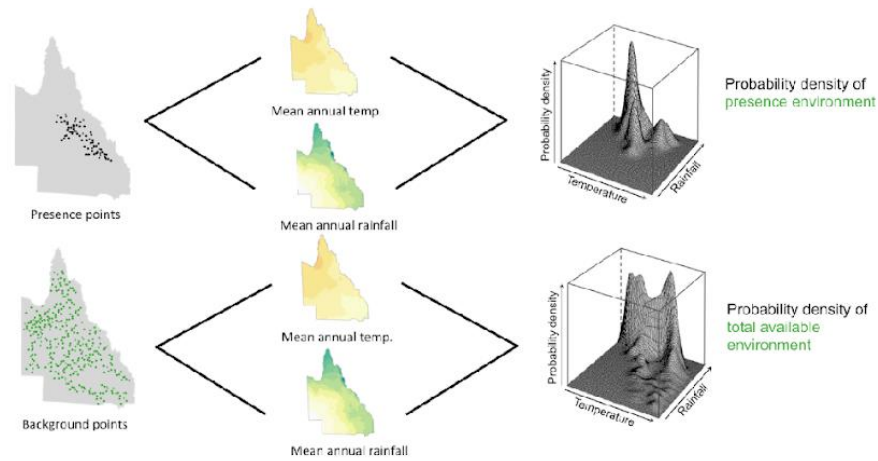 Presence points
Mean annual temp
Mean annual rainfall
Probability density
Temperature
Rainfall
Probability density of
presence environment
Background points
Mean annual temp.
Mean annual rainfall
Probability density
Temperature
Rainfall
Probability density of
total available
environment